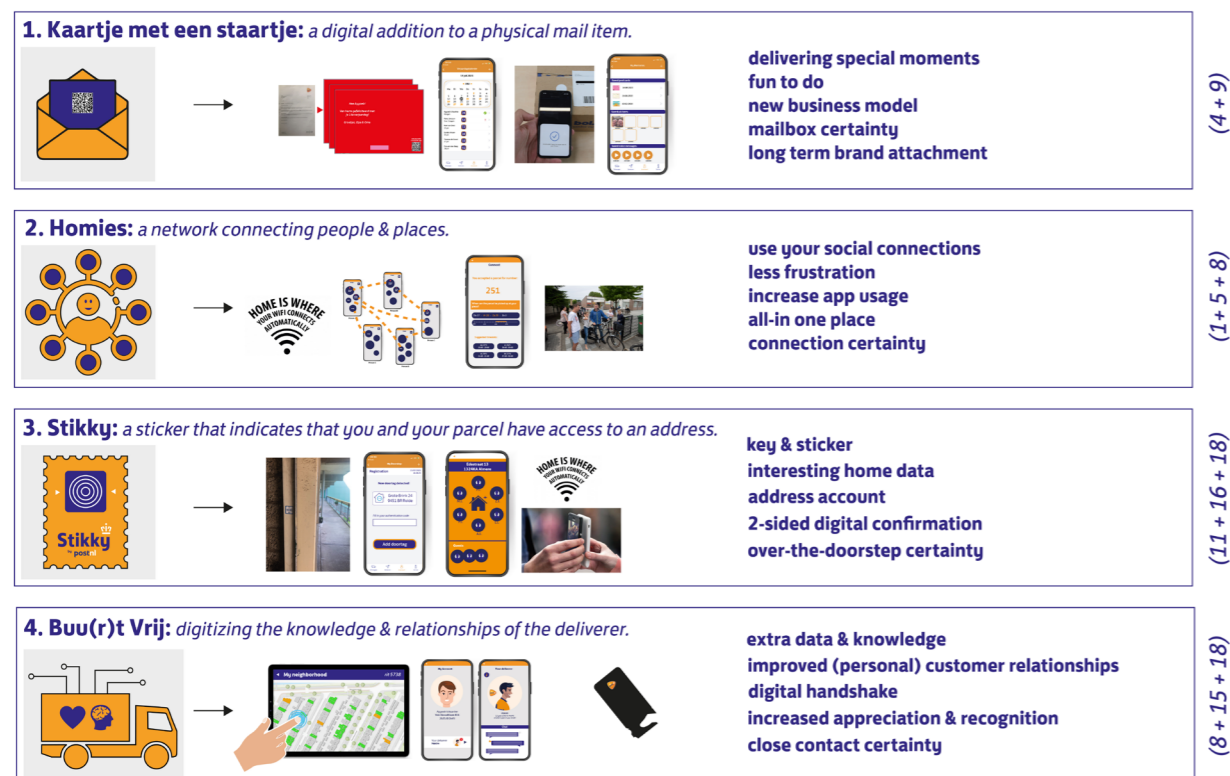 1. Kaartje met een staartje: a digital addition to a physical mail item.
delivering special moments
fun to do
new business model
mailbox certainty
long term brand attachment
(4 + 9)
2. Homies: a network connecting people & places.
HOME IS WHERE
YOUR WIFI CONNECTS
AUTOMATICALLY
251
use your social connections
less frustration
increase app usage
all-in one place
connection certainty
(1 + 5 + 8)
3. Stikky: a sticker that indicates that you and your parcel have access to an address.
Stikky
by postnl
Registration
Add doortag
HOME IS WHERE
YOUR WIFI CONNECTS
AUTOMATICALLY
key & sticker
interesting home data
address account
2-sided digital confirmation
over-the-doorstep certainty
(11 + 16 + 18)
4. Buu(r)t Vrij: digitizing the knowledge & relationships of the deliverer.
My neighborhood
extra data & knowledge
improved (personal) customer relationships
digital handshake
increased appreciation & recognition
close contact certainty
(8 + 15 + 18)